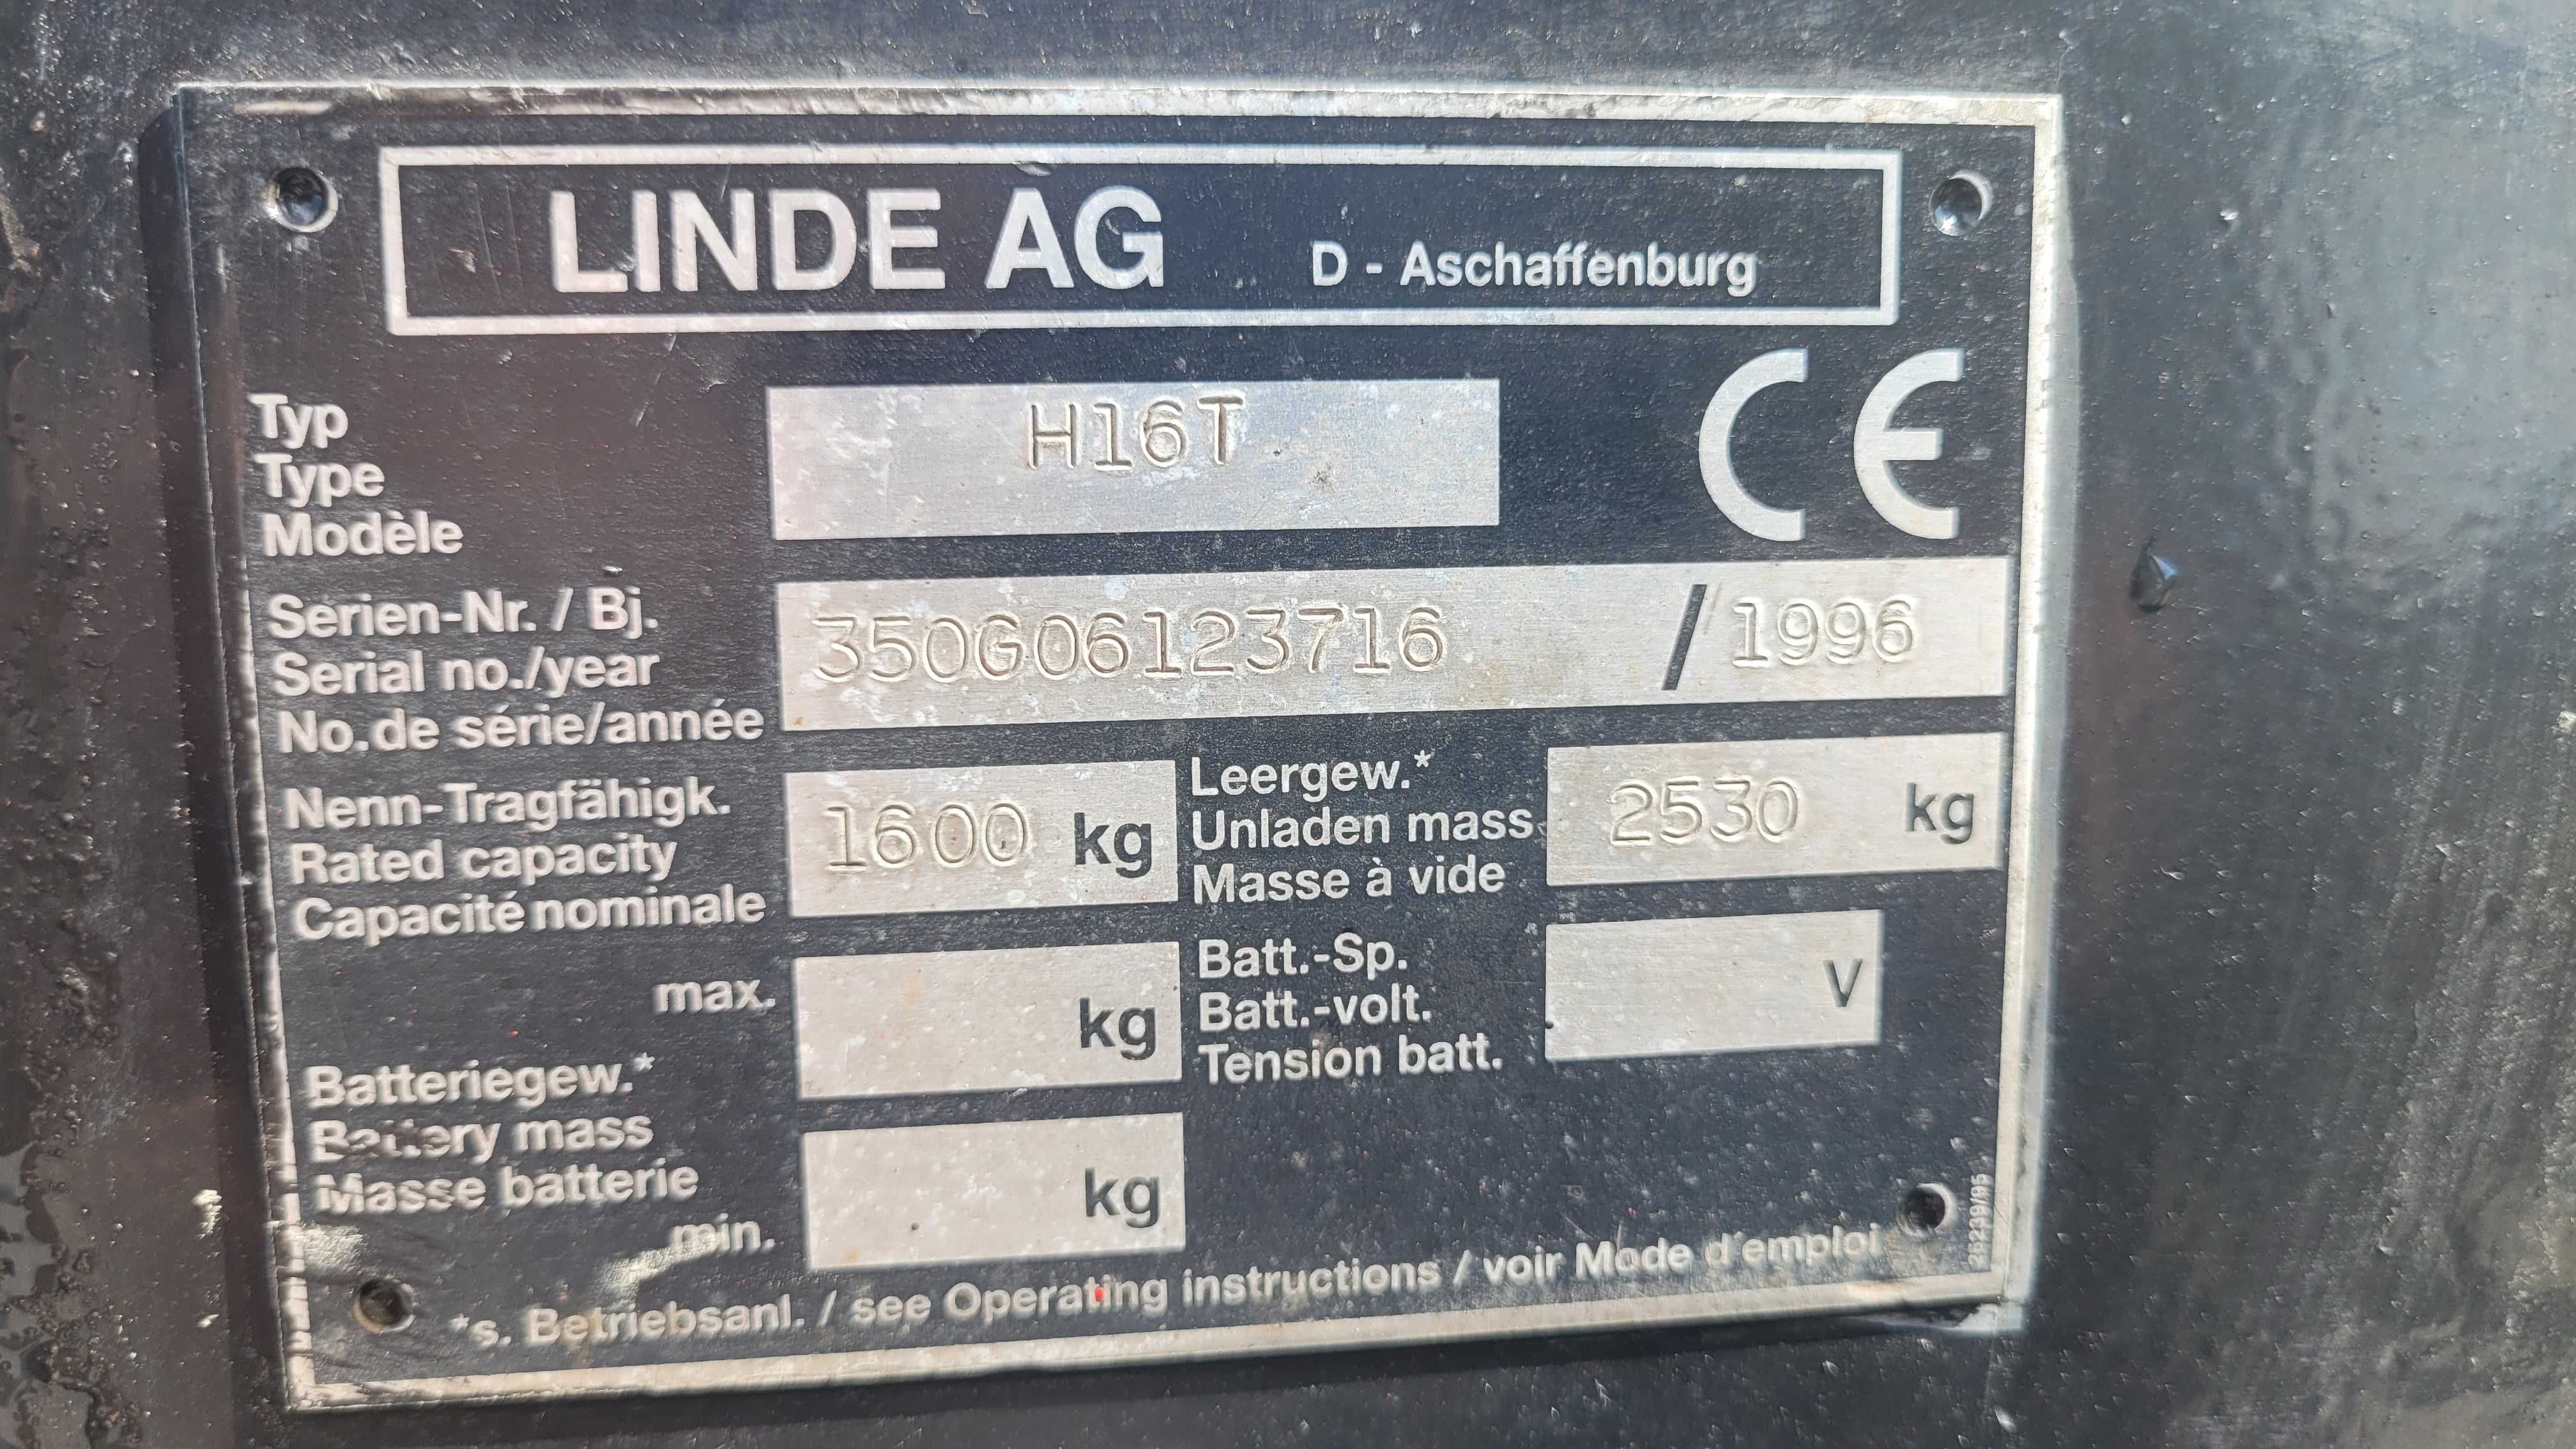 LINDE AG D - Aschaffenburg
CE
Typ
Type
Modèle
H16T
Serien-Nr. / Bj.
Serial no./year
No.de série/année
350G06123716 / 1996
Nenn-Tragfähigk.
Rated capacity
Capacité nominale
1600 kg
Leergew.*
Unladen mass
Masse à vide
2530 kg
max. kg
Batt.-Sp.
Batt.-volt.
Tension batt.
V
Batteriegew.*
Battery mass
Masse batterie
min. kg
*s. Betriebsanl. / see Operating instructions / voir Mode d'emploi